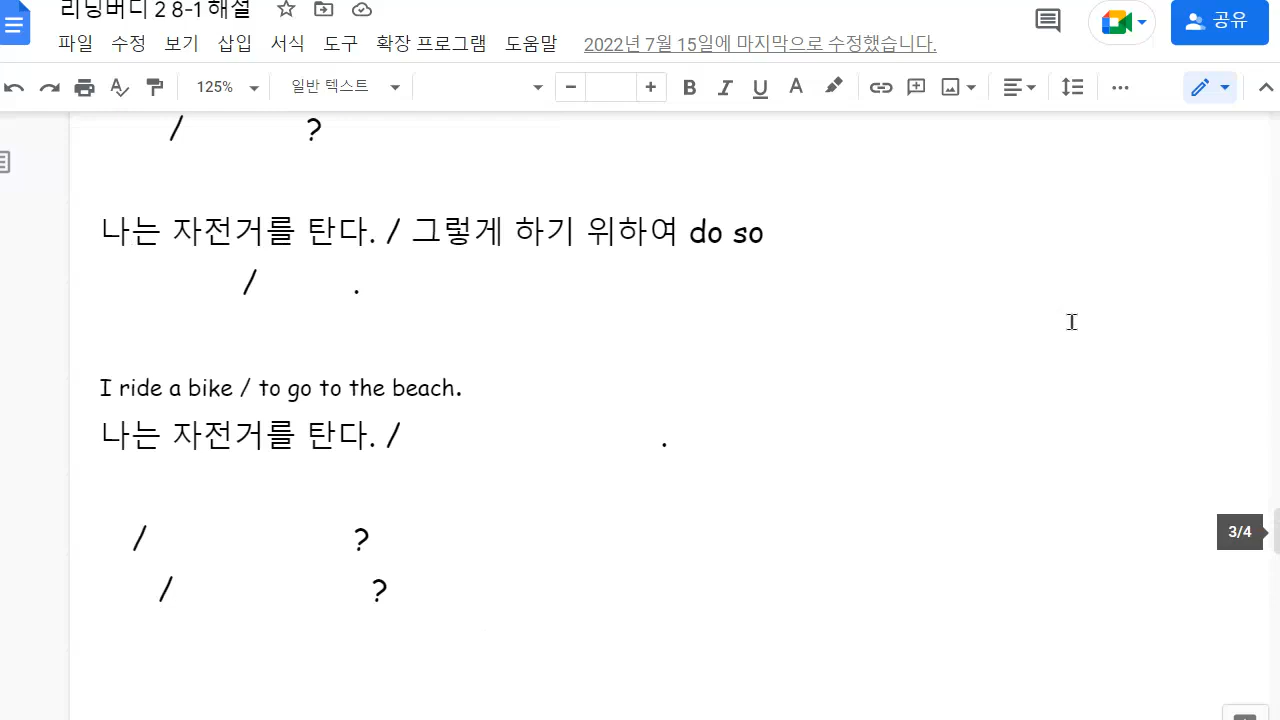 리닝버디 2 8-1 해설
파일 수정 보기 삽입 서식 도구 확장 프로그램 도움말 2022년 7월 15일에 마지막으로 수정했습니다.
공유
125% 일반 텍스트 − + B I U A
/ ?
나는 자전거를 탄다. / 그렇게 하기 위하여 do so
/ .
I ride a bike / to go to the beach.
나는 자전거를 탄다. / .
/ ?
/ ?
3/4